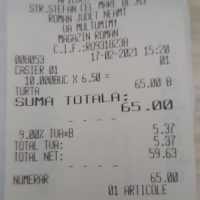 STR.STEFAN CEL MARE BL.
ROMAN JUDET NEAMT
VA MULTUMIM!
MAGAZIN ROMAN
C.I.F.:RO9318238
17-02-2021 15:20
008053 01
CASIER 01
10.000BUC X 6.50 = 65.00 B
TURTA
SUMA TOTALA:
65.00
9.00% TVA*B 5.37
TOTAL TVA: 5.37
TOTAL NET: 59.63
NUMERAR 65.00
01 ARTICOLE